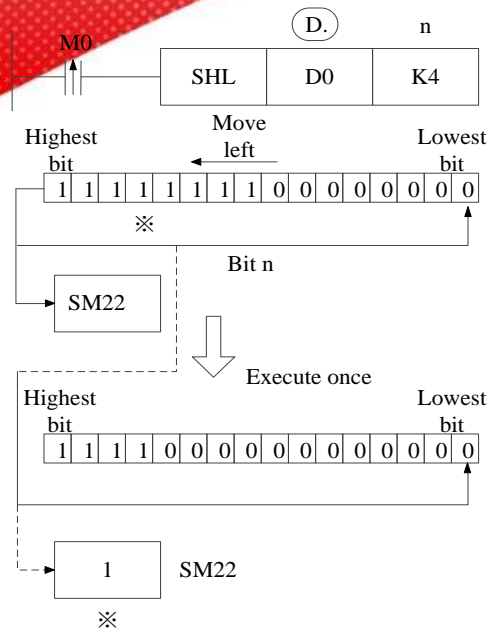 D. n
M0
SHL D0 K4
Move
left
Highest
bit
Lowest
bit
1 1 1 1 1 1 1 1 0 0 0 0 0 0 0 0
※
Bit n
SM22
Execute once
Highest
bit
Lowest
bit
1 1 1 1 0 0 0 0 0 0 0 0 0 0 0 0
1 SM22
※